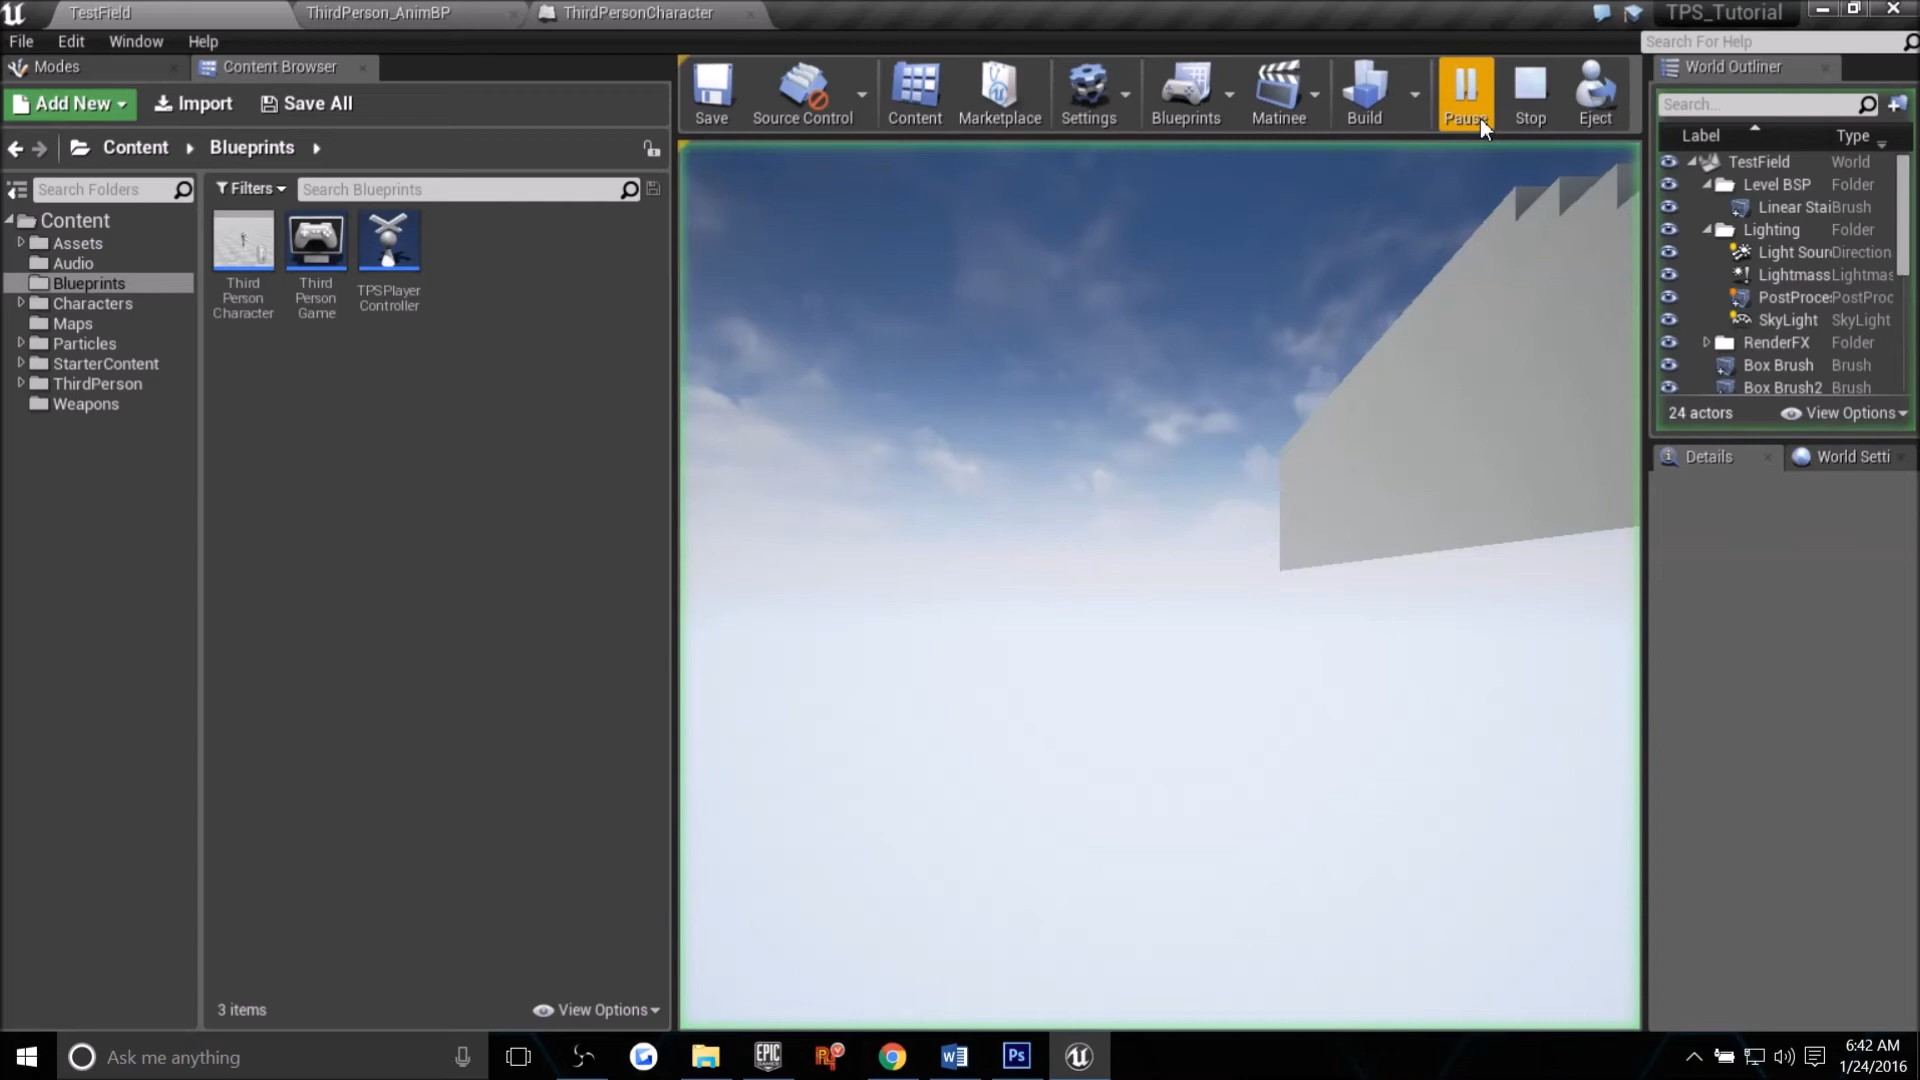 TestField
ThirdPerson_AnimBP
ThirdPersonCharacter
TPS_Tutorial
File Edit Window Help
Search For Help
Modes
Content Browser
World Outliner
Add New
Import
Save All
Save
Source Control
Content
Marketplace
Settings
Blueprints
Matinee
Build
Pause
Stop
Eject
Search...
Label
Type
Content
Blueprints
Search Folders
Filters
Search Blueprints
Content
Assets
Audio
Blueprints
Characters
Maps
Particles
StarterContent
ThirdPerson
Weapons
Third
Person
Character
Third
Person
Game
TPSPlayer
Controller
TestField World
Level BSP Folder
Linear Stai Brush
Lighting Folder
Light Sour Direction
Lightmass Lightmas
PostProce PostProc
SkyLight SkyLight
RenderFX Folder
Box Brush Brush
Box Brush2 Brush
24 actors
View Options
Details
World Setti
3 items
View Options
Ask me anything
EPIC
GAMES
Ps
6:42 AM
1/24/2016